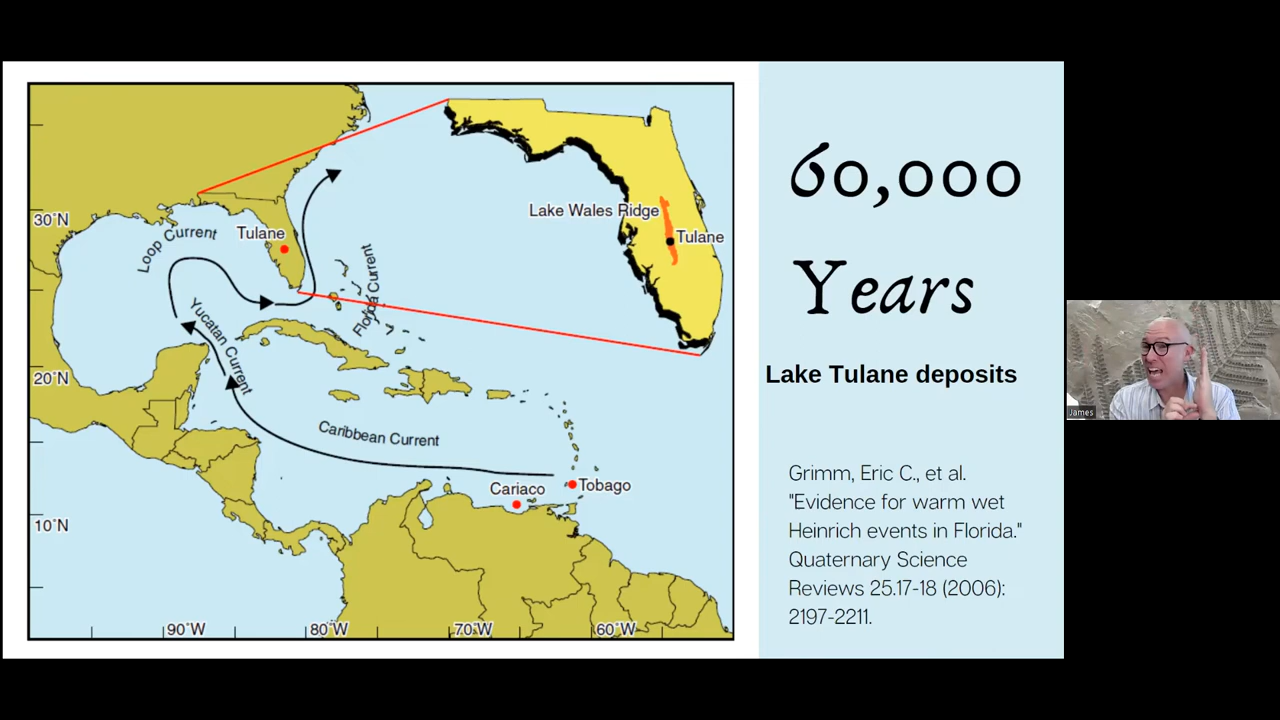 60,000
Years
Lake Tulane deposits
Grimm, Eric C., et al.
"Evidence for warm wet
Heinrich events in Florida."
Quaternary Science
Reviews 25.17-18 (2006):
2197-2211.
Lake Wales Ridge
Tulane
30°N
Loop Current
Tulane
Florida Current
Yucatan Current
20°N
Caribbean Current
Cariaco
Tobago
10°N
90°W
80°W
70°W
60°W
James